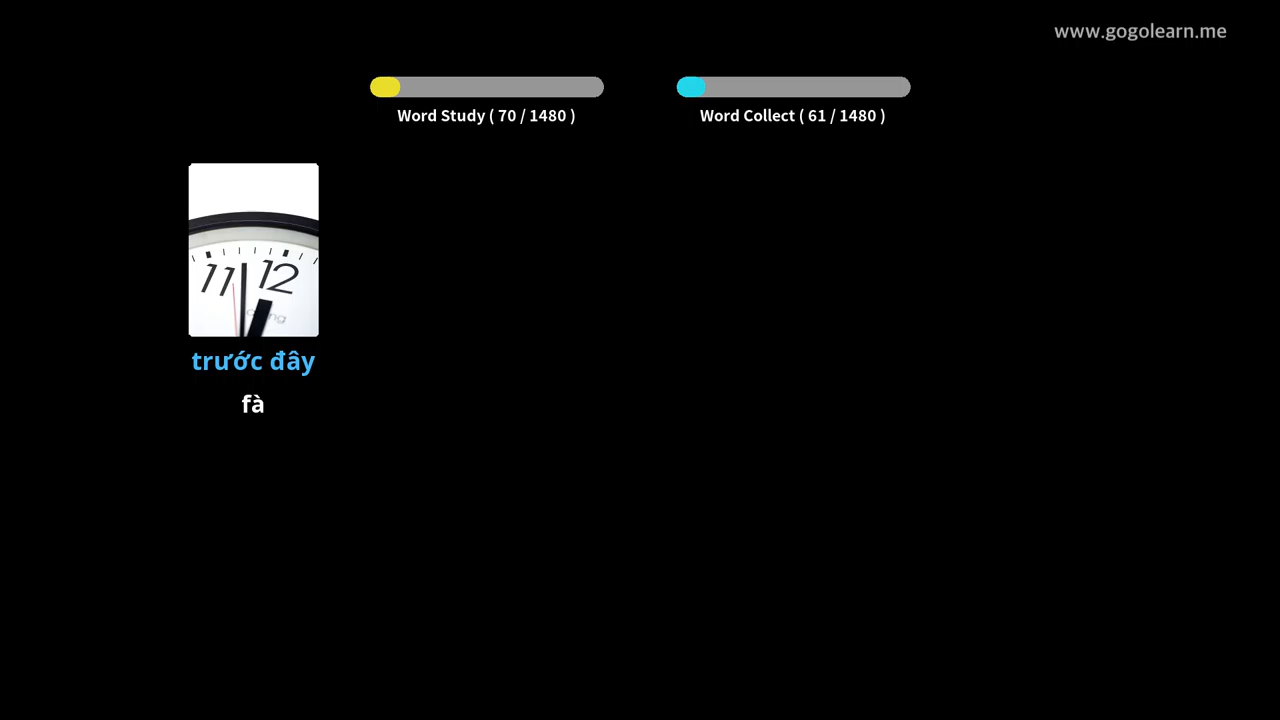 www.gogolearn.me
Word Study ( 70 / 1480 )
Word Collect ( 61 / 1480 )
11 12
trước đây
fà